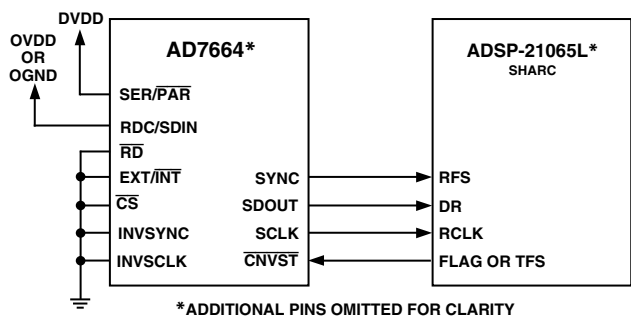 DVDD
OVDD
OR
OGND
AD7664*
SER/PAR
RDC/SDIN
RD
EXT/INT
CS
INVSYNC
INVSCLK
SYNC
SDOUT
SCLK
CNVST
ADSP-21065L*
SHARC
RFS
DR
RCLK
FLAG OR TFS
*ADDITIONAL PINS OMITTED FOR CLARITY